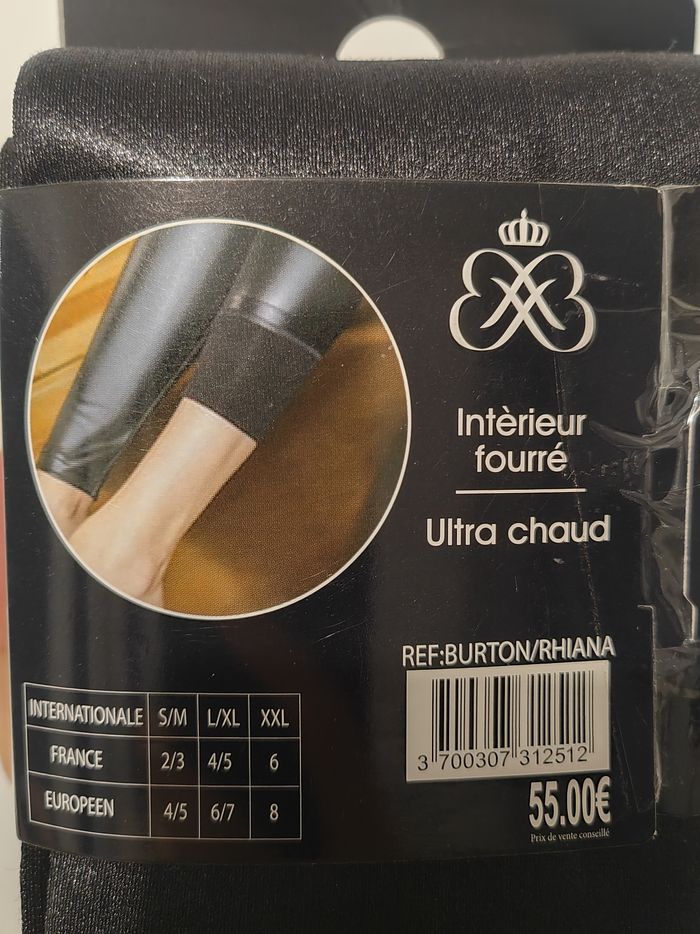 Intèrieur
fourré
Ultra chaud
REF:BURTON/RHIANA
3 700307 312512
55.00€
Prix de vente conseillé
INTERNATIONALE S/M L/XL XXL
FRANCE 2/3 4/5 6
EUROPEEN 4/5 6/7 8